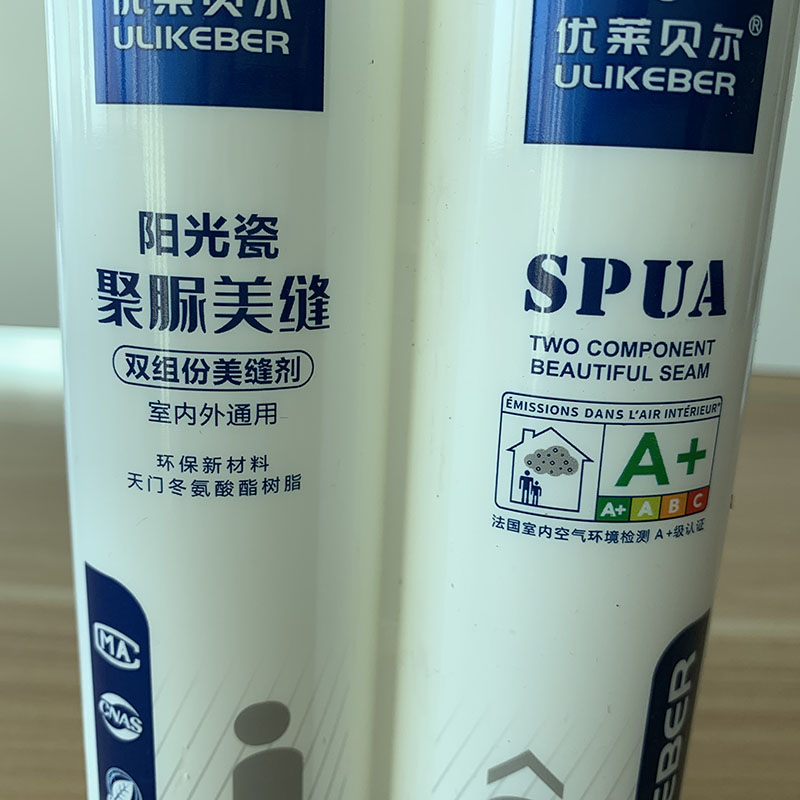 优莱贝尔
ULIKEBER
阳光瓷
聚脲美缝
双组份美缝剂
室内外通用
环保新材料
天门冬氨酸酯树脂
MA
CNAS
优莱贝尔®
ULIKEBER
SPUA
TWO COMPONENT
BEAUTIFUL SEAM
ÉMISSIONS DANS L'AIR INTÉRIEUR*
A+
A+ A B C
法国室内空气环境检测 A+级认证
EBER